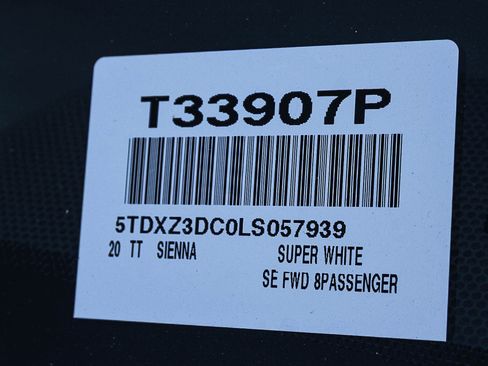 T33907P
5TDXZ3DC0LS057939
20 TT SIENNA SUPER WHITE
SE FWD 8PASSENGER